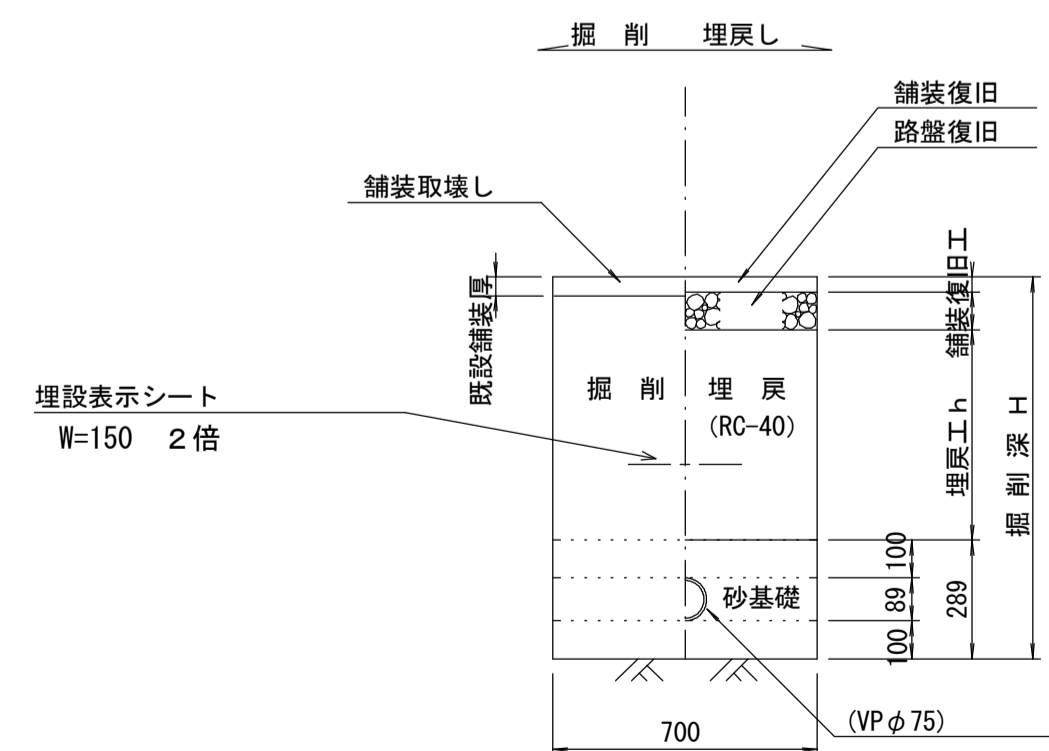 掘　削　　埋戻し
舗装復旧
路盤復旧
舗装取壊し
既設舗装厚
舗装復旧工
埋設表示シート
W=150　２倍
掘　削　埋　戻
(RC-40)
埋戻工ｈ
掘 削 深 Ｈ
100
89
100
289
砂基礎
700
(VPφ75)